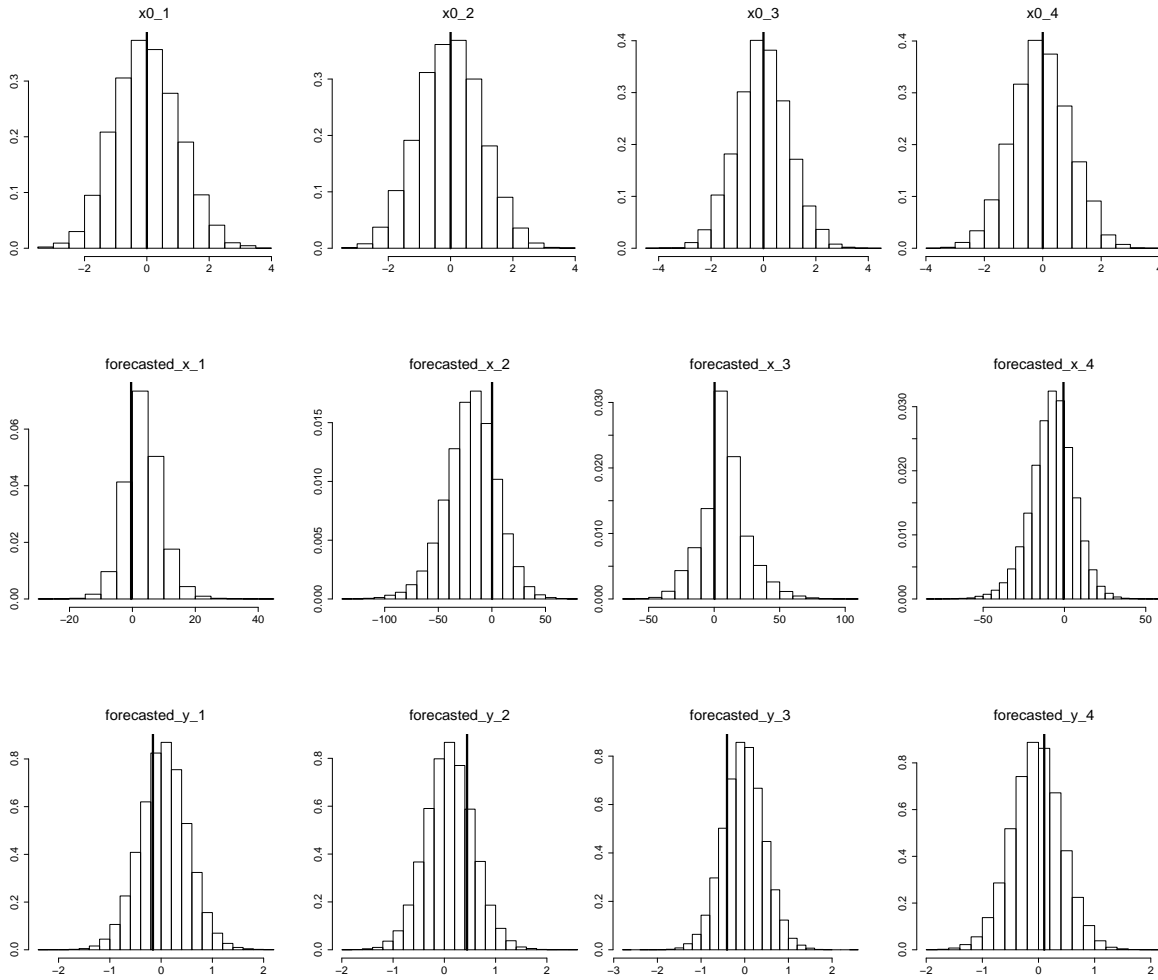 x0_1 x0_2 x0_3 x0_4
0.0 0.1 0.2 0.3
−2 0 2 4
0.0 0.1 0.2 0.3
−2 0 2 4
0.0 0.1 0.2 0.3 0.4
−4 −2 0 2 4
0.0 0.1 0.2 0.3 0.4
−4 −2 0 2 4
forecasted_x_1 forecasted_x_2 forecasted_x_3 forecasted_x_4
0.00 0.02 0.04 0.06
−20 0 20 40
0.000 0.005 0.010 0.015
−100 −50 0 50
0.000 0.010 0.020 0.030
−50 0 50 100
0.000 0.010 0.020 0.030
−50 0 50
forecasted_y_1 forecasted_y_2 forecasted_y_3 forecasted_y_4
0.0 0.2 0.4 0.6 0.8
−2 −1 0 1 2
0.0 0.2 0.4 0.6 0.8
−2 −1 0 1 2
0.0 0.2 0.4 0.6 0.8
−3 −2 −1 0 1 2
0.0 0.2 0.4 0.6 0.8
−2 −1 0 1 2